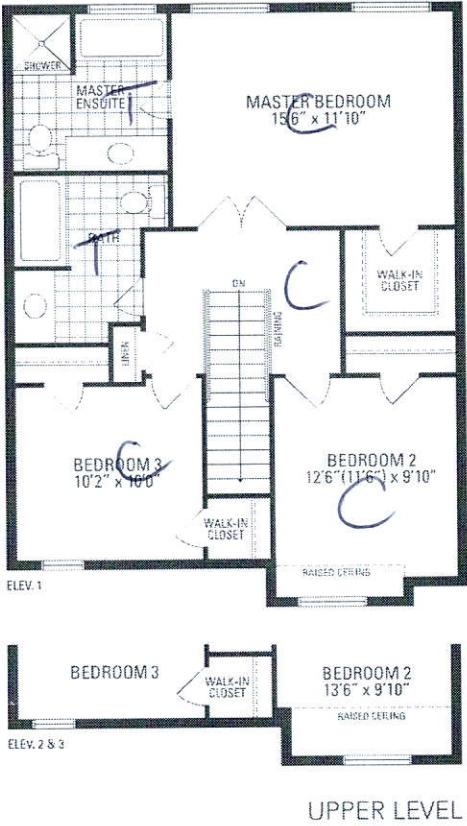 SHOWER
MASTER
ENSUITE
T
MASTER BEDROOM
15'6" x 11'10"
C
BATH
T
WALK-IN
CLOSET
DN
RAILING
C
LINEN
BEDROOM 3
10'2" x 10'0"
C
BEDROOM 2
12'6"(11'6") x 9'10"
C
WALK-IN
CLOSET
RAISED CEILING
ELEV. 1
BEDROOM 3
WALK-IN
CLOSET
BEDROOM 2
13'6" x 9'10"
RAISED CEILING
ELEV. 2 & 3
UPPER LEVEL